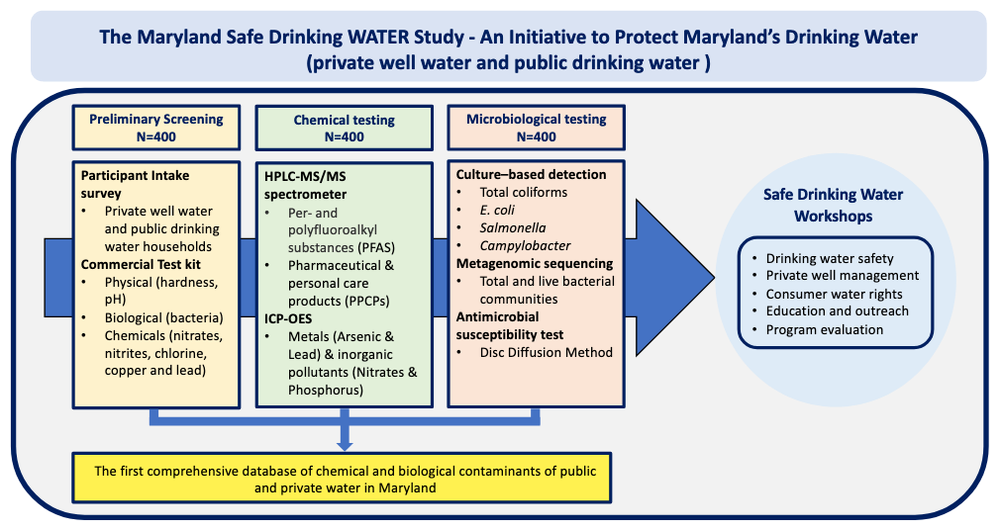 The Maryland Safe Drinking WATER Study - An Initiative to Protect Maryland's Drinking Water
(private well water and public drinking water )
Preliminary Screening
N=400
Participant Intake
survey
• Private well water
and public drinking
water households
Commercial Test kit
• Physical (hardness,
pH)
• Biological (bacteria)
• Chemicals (nitrates,
nitrites, chlorine,
copper and lead)
Chemical testing
N=400
HPLC-MS/MS
spectrometer
• Per- and
polyfluoroalkyl
substances (PFAS)
• Pharmaceutical &
personal care
products (PPCPs)
ICP-OES
• Metals (Arsenic &
Lead) & inorganic
pollutants (Nitrates &
Phosphorus)
Microbiological testing
N=400
Culture–based detection
• Total coliforms
• E. coli
• Salmonella
• Campylobacter
Metagenomic sequencing
• Total and live bacterial
communities
Antimicrobial
susceptibility test
• Disc Diffusion Method
Safe Drinking Water
Workshops
• Drinking water safety
• Private well management
• Consumer water rights
• Education and outreach
• Program evaluation
The first comprehensive database of chemical and biological contaminants of public
and private water in Maryland